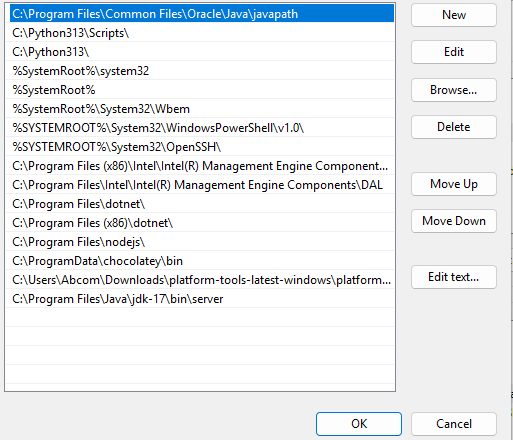 C:\Program Files\Common Files\Oracle\Java\javapath
C:\Python313\Scripts\
C:\Python313\
%SystemRoot%\system32
%SystemRoot%
%SystemRoot%\System32\Wbem
%SYSTEMROOT%\System32\WindowsPowerShell\v1.0\
%SYSTEMROOT%\System32\OpenSSH\
C:\Program Files (x86)\Intel\Intel(R) Management Engine Component...
C:\Program Files\Intel\Intel(R) Management Engine Components\DAL
C:\Program Files\dotnet\
C:\Program Files (x86)\dotnet\
C:\Program Files\nodejs\
C:\ProgramData\chocolatey\bin
C:\Users\Abcom\Downloads\platform-tools-latest-windows\platform...
C:\Program Files\Java\jdk-17\bin\server
New
Edit
Browse...
Delete
Move Up
Move Down
Edit text...
OK
Cancel